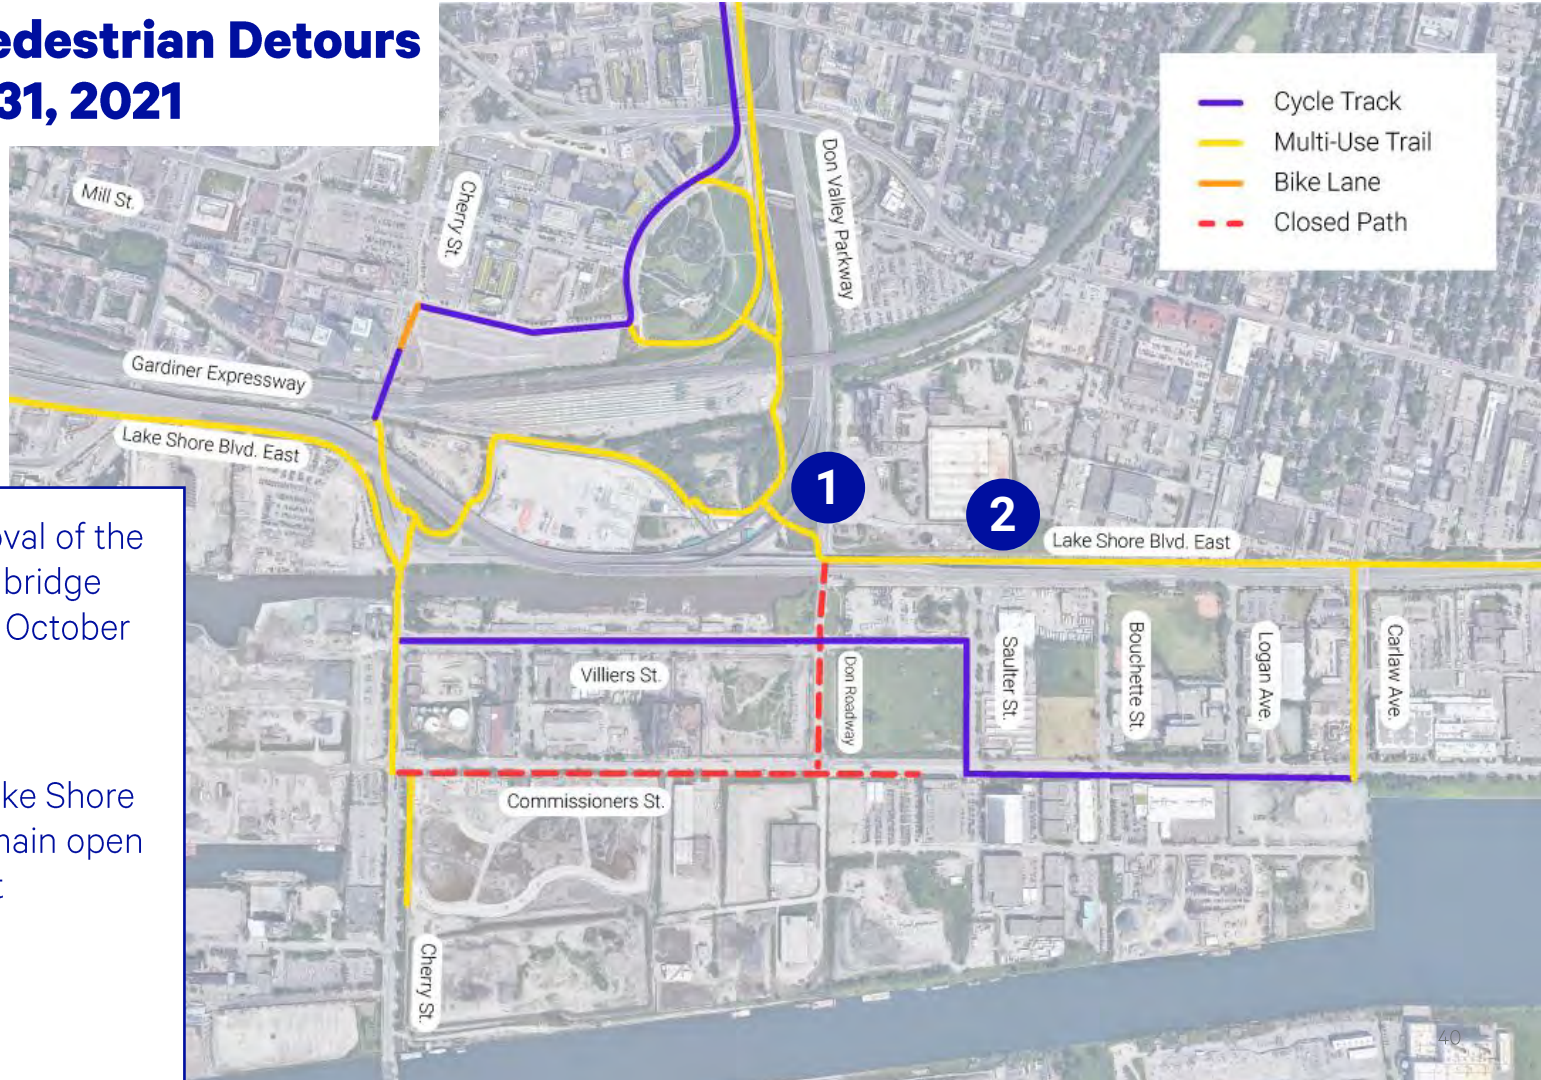 edestrian Detours
31, 2021
Cycle Track
Multi-Use Trail
Bike Lane
Closed Path
Mill St.
Cherry St.
Don Valley Parkway
Gardiner Expressway
Lake Shore Blvd. East
1
2
Lake Shore Blvd. East
oval of the
bridge
October
Villiers St.
Don Roadway
Saulter St.
Bouchette St.
Logan Ave.
Carlaw Ave.
ke Shore
main open
t
Commissioners St.
Cherry St.
40